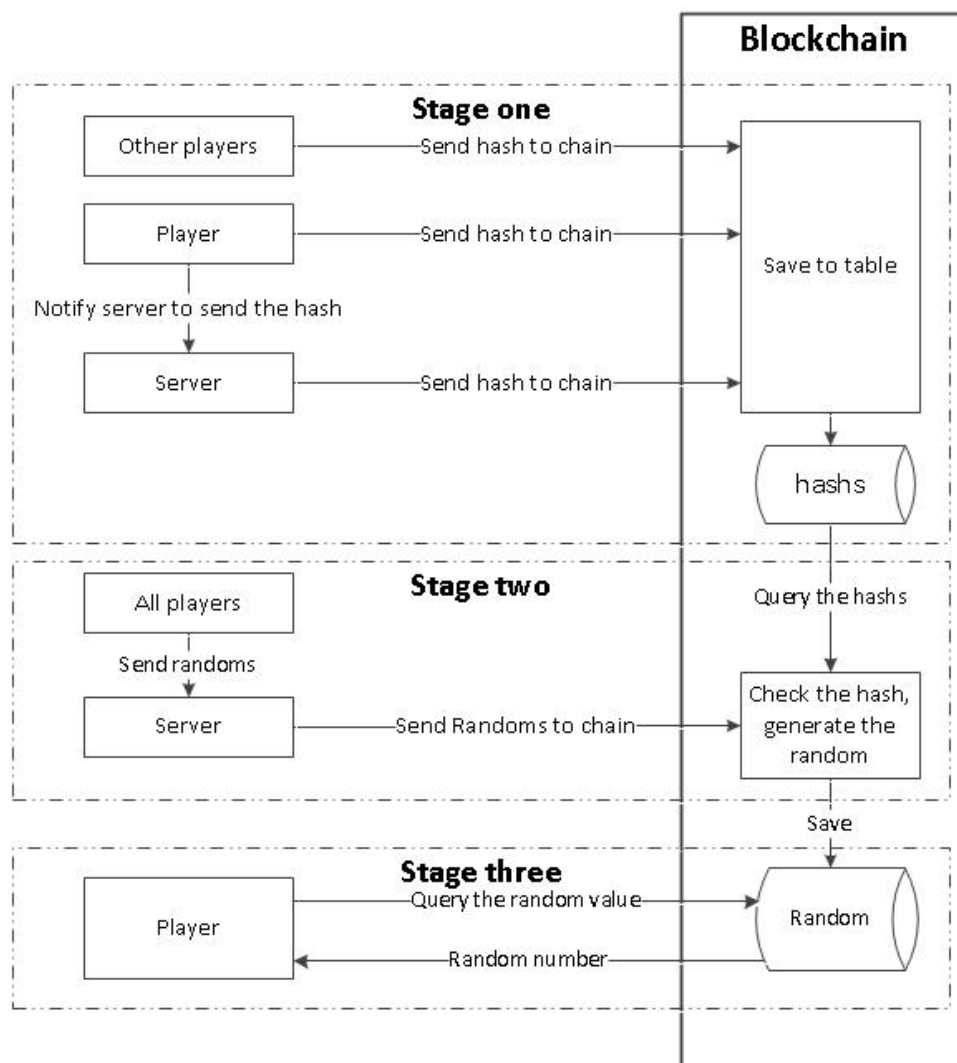 Blockchain
Stage one
Other players
Send hash to chain
Player
Send hash to chain
Save to table
Notify server to send the hash
Server
Send hash to chain
hashs
Stage two
All players
Query the hashs
Send randoms
Server
Send Randoms to chain
Check the hash,
generate the
random
Save
Stage three
Query the random value
Player
Random
Random number